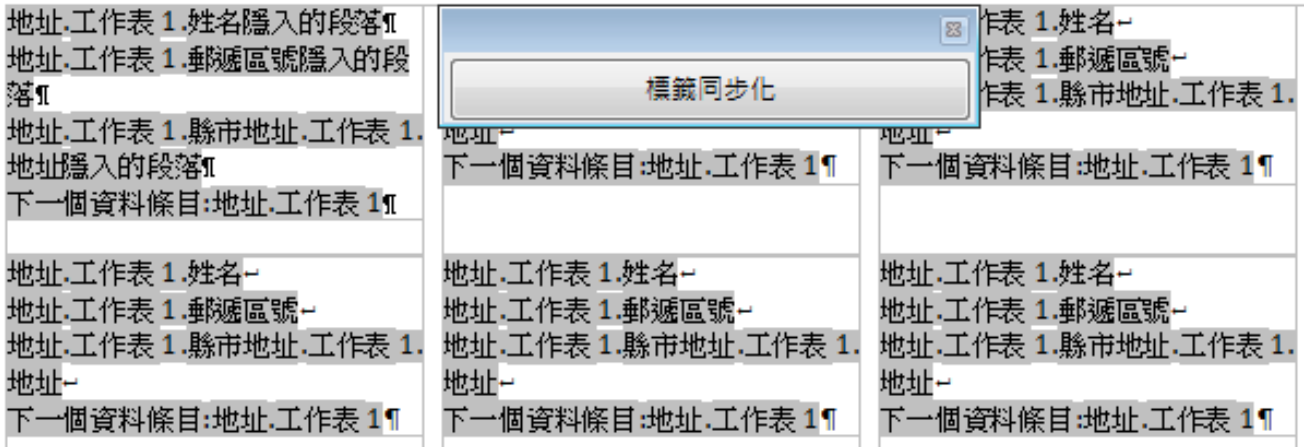 地址.工作表 1.姓名隱入的段落¶
地址.工作表 1.郵遞區號隱入的段
落¶
地址.工作表 1.縣市地址.工作表 1.
地址隱入的段落¶
下一個資料條目:地址.工作表 1¶
標籤同步化
地址↵
下一個資料條目:地址.工作表 1¶
作表 1.姓名↵
作表 1.郵遞區號↵
作表 1.縣市地址.工作表 1.
地址↵
下一個資料條目:地址.工作表 1¶
地址.工作表 1.姓名↵
地址.工作表 1.郵遞區號↵
地址.工作表 1.縣市地址.工作表 1.
地址↵
下一個資料條目:地址.工作表 1¶
地址.工作表 1.姓名↵
地址.工作表 1.郵遞區號↵
地址.工作表 1.縣市地址.工作表 1.
地址↵
下一個資料條目:地址.工作表 1¶
地址.工作表 1.姓名↵
地址.工作表 1.郵遞區號↵
地址.工作表 1.縣市地址.工作表 1.
地址↵
下一個資料條目:地址.工作表 1¶